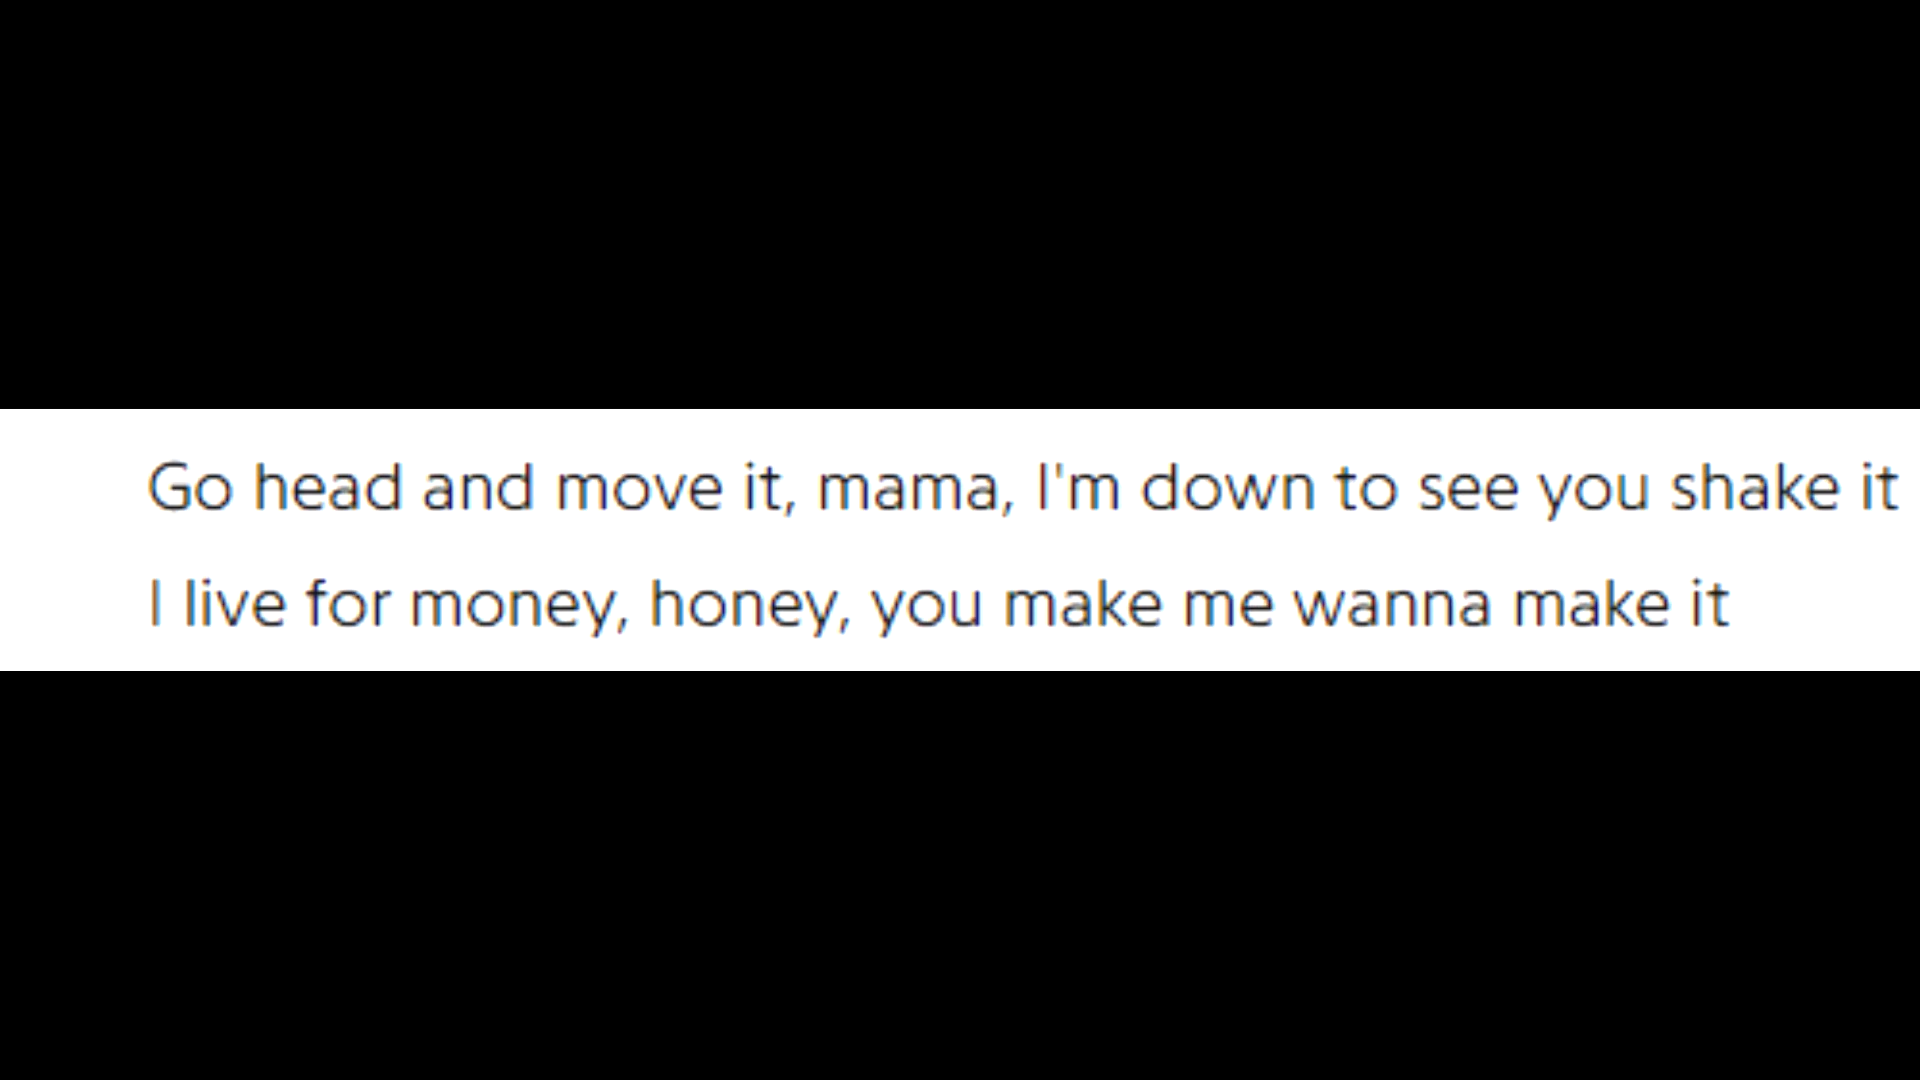 Go head and move it, mama, I'm down to see you shake it
I live for money, honey, you make me wanna make it